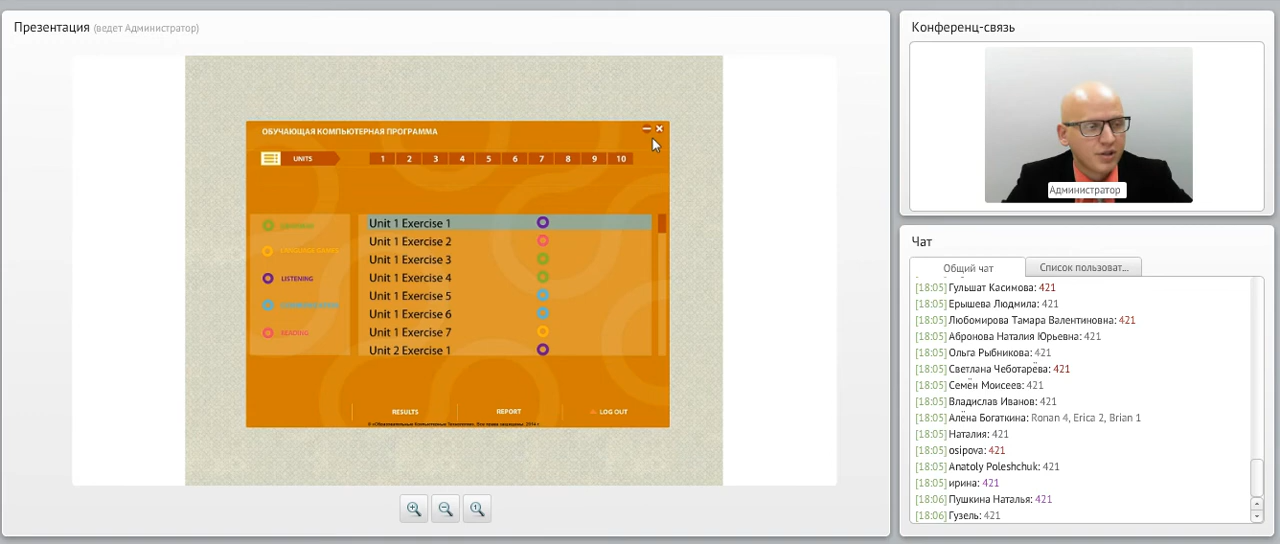 Презентация (ведет Администратор)
ОБУЧАЮЩАЯ КОМПЬЮТЕРНАЯ ПРОГРАММА
UNITS 1 2 3 4 5 6 7 8 9 10
LANGUAGE GAMES
LISTENING
READING
Unit 1 Exercise 1
Unit 1 Exercise 2
Unit 1 Exercise 3
Unit 1 Exercise 4
Unit 1 Exercise 5
Unit 1 Exercise 6
Unit 1 Exercise 7
Unit 2 Exercise 1
RESULTS REPORT LOG OUT
© «Образовательные Компьютерные Технологии». Все права защищены. 2014 г.
Конференц-связь
Администратор
Чат
Общий чат Список пользоват...
[18:05] Гульшат Касимова: 421
[18:05] Ерышева Людмила: 421
[18:05] Любомирова Тамара Валентиновна: 421
[18:05] Абронова Наталия Юрьевна: 421
[18:05] Ольга Рыбникова: 421
[18:05] Светлана Чеботарёва: 421
[18:05] Семён Моисеев: 421
[18:05] Владислав Иванов: 421
[18:05] Алёна Богаткина: Ronan 4, Erica 2, Brian 1
[18:05] Наталия: 421
[18:05] osipova: 421
[18:05] Anatoly Poleshchuk: 421
[18:05] ирина: 421
[18:06] Пушкина Наталья: 421
[18:06] Гузель: 421